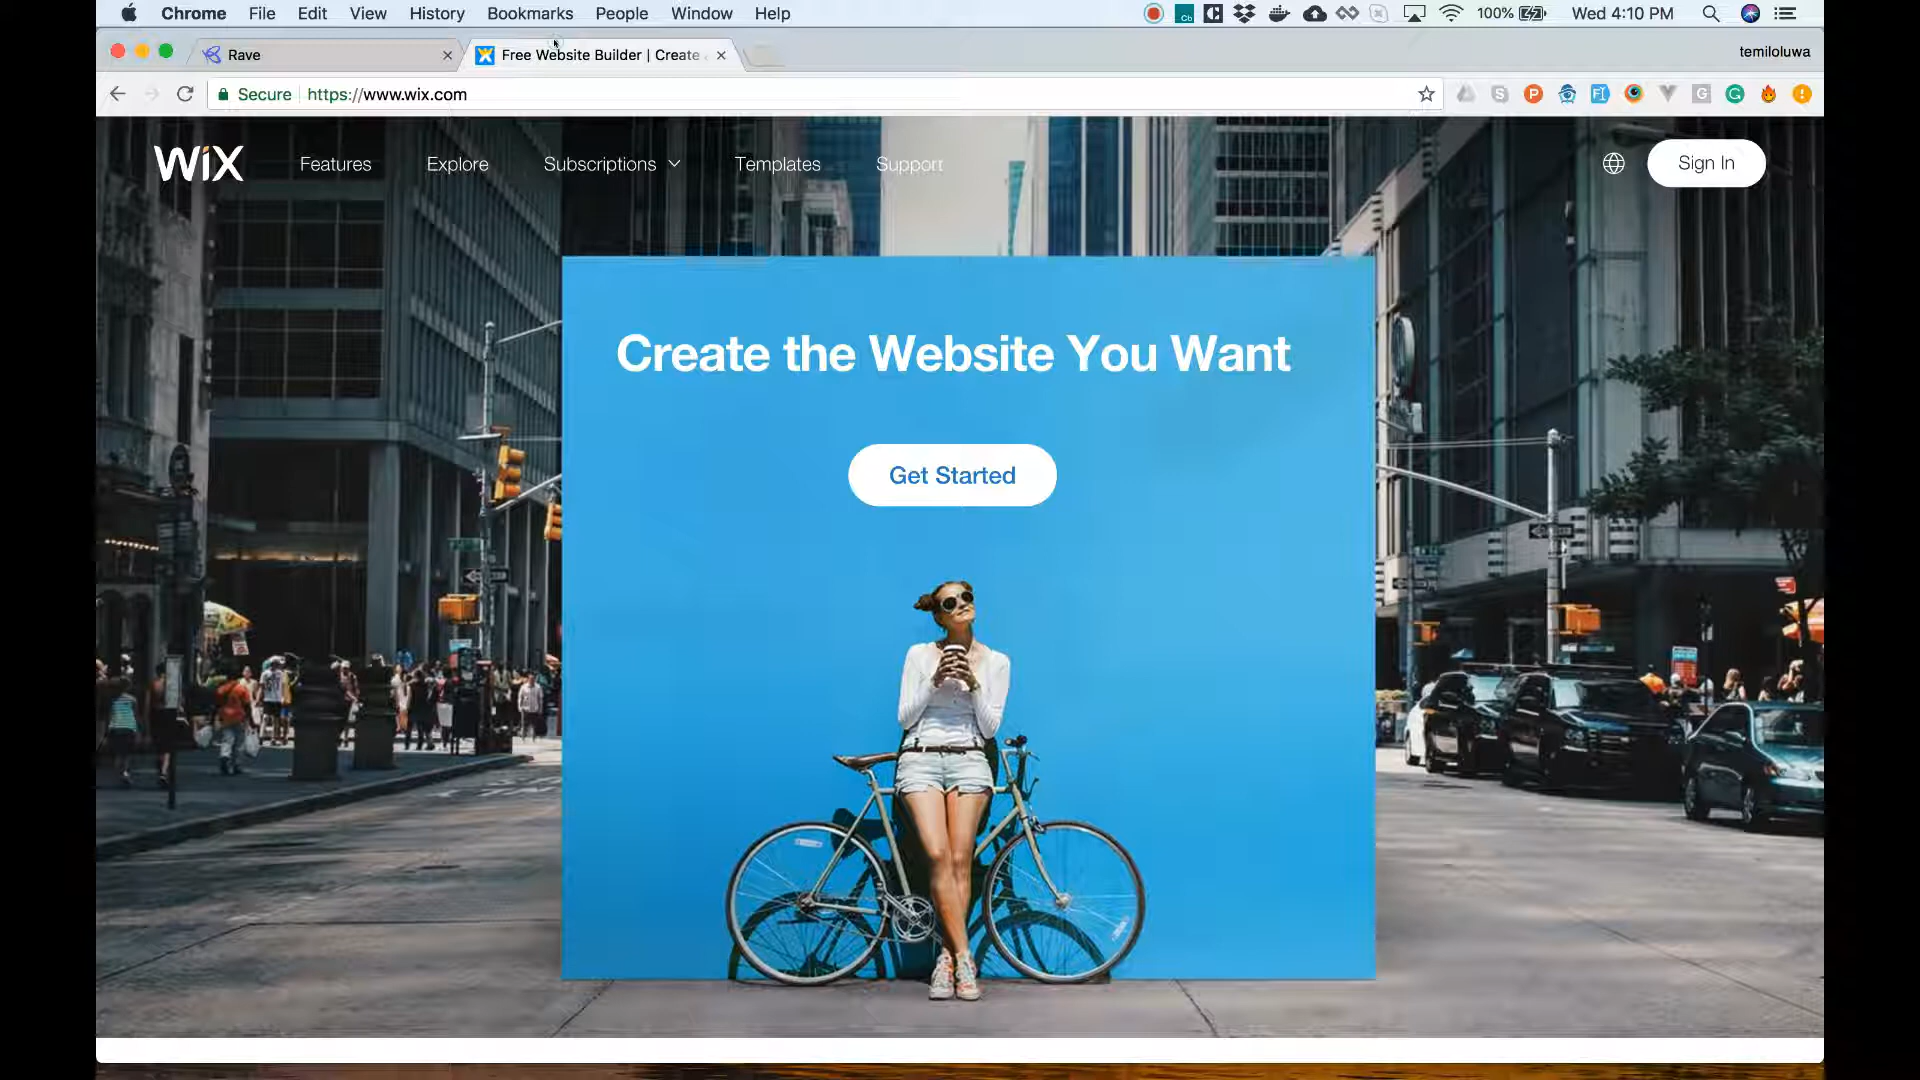 Chrome File Edit View History Bookmarks People Window Help
100% Wed 4:10 PM
Rave
Free Website Builder | Create
temiloluwa
Secure https://www.wix.com
WiX
Features Explore Subscriptions Templates Support
Sign In
Create the Website You Want
Get Started